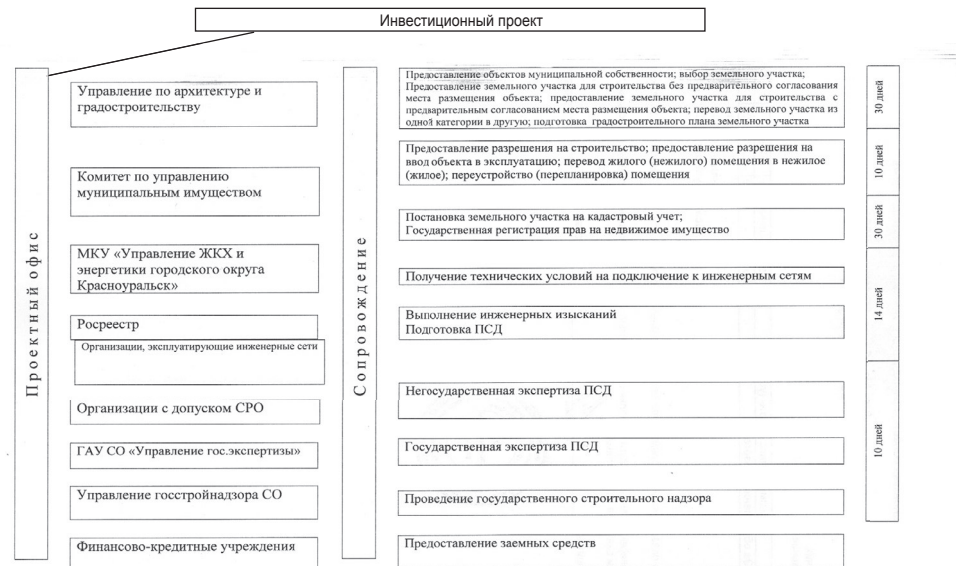 Инвестиционный проект
Проектный офис
Управление по архитектуре и
градостроительству
Комитет по управлению
муниципальным имуществом
МКУ «Управление ЖКХ и
энергетики городского округа
Красноуральск»
Росреестр
Организации, эксплуатирующие инженерные сети
Организации с допуском СРО
ГАУ СО «Управление гос.экспертизы»
Управление госстройнадзора СО
Финансово-кредитные учреждения
Сопровождение
Предоставление объектов муниципальной собственности; выбор земельного участка;
Предоставление земельного участка для строительства без предварительного согласования
места размещения объекта; предоставление земельного участка для строительства с
предварительным согласованием места размещения объекта; перевод земельного участка из
одной категории в другую; подготовка градостроительного плана земельного участка
Предоставление разрешения на строительство; предоставление разрешения на
ввод объекта в эксплуатацию; перевод жилого (нежилого) помещения в нежилое
(жилое); переустройство (перепланировка) помещения
Постановка земельного участка на кадастровый учет;
Государственная регистрация прав на недвижимое имущество
Получение технических условий на подключение к инженерным сетям
Выполнение инженерных изысканий
Подготовка ПСД
Негосударственная экспертиза ПСД
Государственная экспертиза ПСД
Проведение государственного строительного надзора
Предоставление заемных средств
30 дней
10 дней
30 дней
14 дней
10 дней